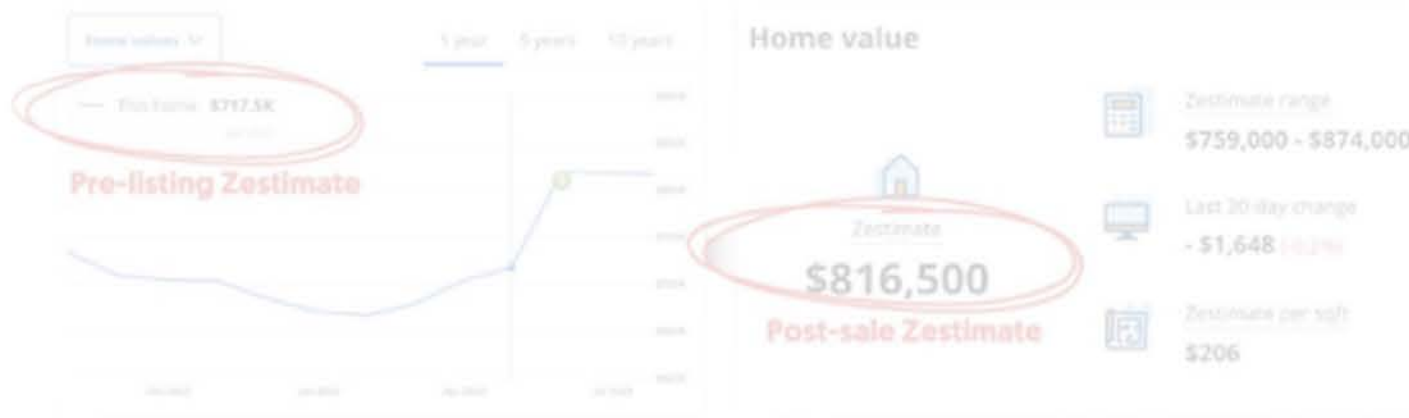 Home values
1 year 5 years 10 years
This home $717.5K
Pre-listing Zestimate
Home value
Zestimate range
$759,000 - $874,000
Zestimate
$816,500
Post-sale Zestimate
Last 30 day change
- $1,648 (-0.2%)
Zestimate per sqft
$206